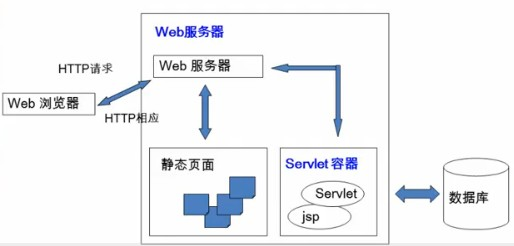 Web服务器
Web 服务器
HTTP请求
Web 浏览器
HTTP相应
静态页面
Servlet 容器
Servlet
jsp
数据库